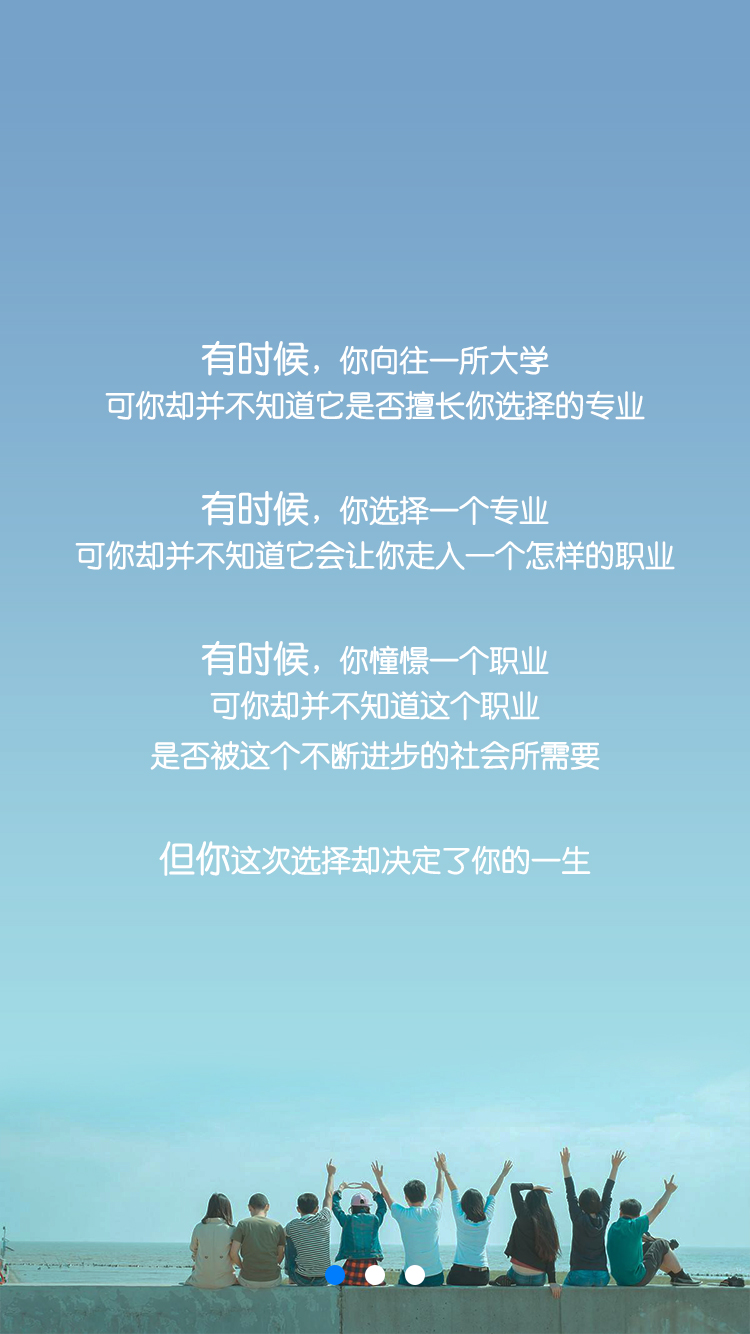 有时候，你向往一所大学
可你却并不知道它是否擅长你选择的专业
有时候，你选择一个专业
可你却并不知道它会让你走入一个怎样的职业
有时候，你憧憬一个职业
可你却并不知道这个职业
是否被这个不断进步的社会所需要
但你这次选择却决定了你的一生